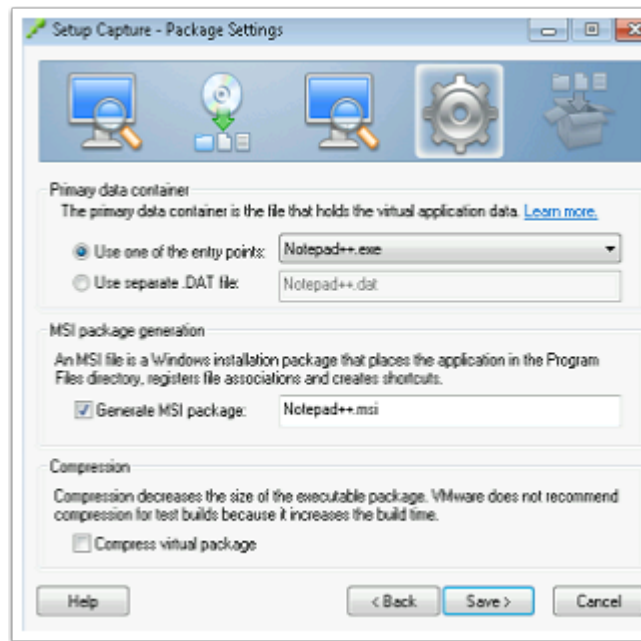 Setup Capture - Package Settings
Primary data container
The primary data container is the file that holds the virtual application data. Learn more.
Use one of the entry points: Notepad++.exe
Use separate .DAT file: Notepad++.dat
MSI package generation
An MSI file is a Windows installation package that places the application in the Program
Files directory, registers file associations and creates shortcuts.
Generate MSI package: Notepad++.msi
Compression
Compression decreases the size of the executable package. VMware does not recommend
compression for test builds because it increases the build time.
Compress virtual package
Help < Back Save > Cancel